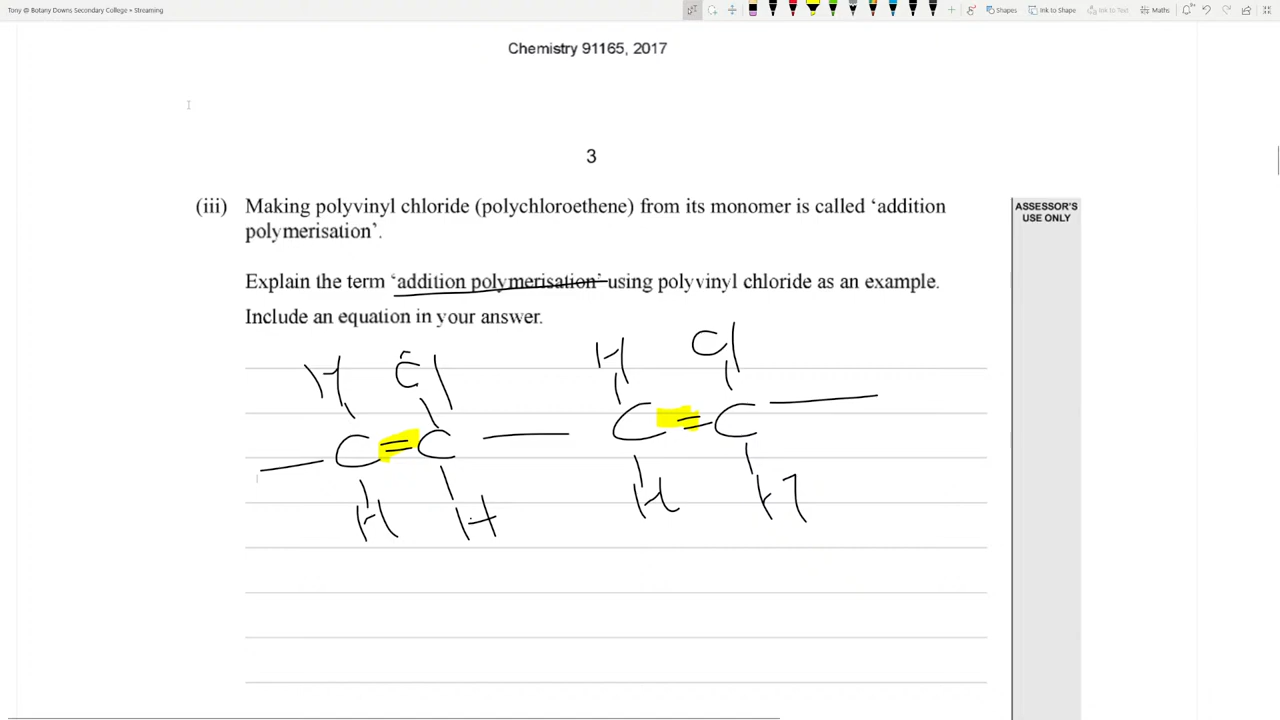 Tony @ Botany Downs Secondary College » Streaming
Shapes Ink to Shape Ink to Text Maths
Chemistry 91165, 2017
3
(iii) Making polyvinyl chloride (polychloroethene) from its monomer is called ‘addition
polymerisation’.
ASSESSOR'S
USE ONLY
Explain the term ‘addition polymerisation’ using polyvinyl chloride as an example.
Include an equation in your answer.
H Cl H Cl
C = C C = C
H H H H